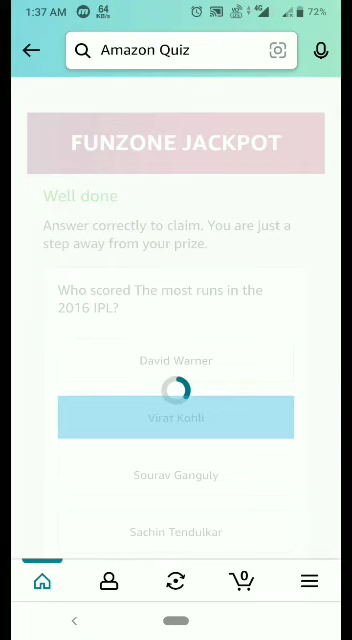 1:37 AM 64 KB/s 4G 72%
Amazon Quiz
FUNZONE JACKPOT
Well done
Answer correctly to claim. You are just a
step away from your prize.
Who scored The most runs in the
2016 IPL?
David Warner
Virat Kohli
Sourav Ganguly
Sachin Tendulkar
0